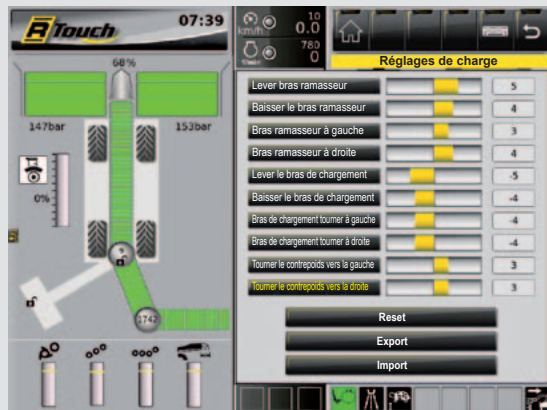 R Touch
07:39
km/h
10
0.0
780
0
Réglages de charge
68%
147bar
153bar
0%
1742
Lever bras ramasseur
5
Baisser le bras ramasseur
4
Bras ramasseur à gauche
3
Bras ramasseur à droite
4
Lever le bras de chargement
-5
Baisser le bras de chargement
-4
Bras de chargement tourner à gauche
-4
Bras de chargement tourner à droite
-4
Tourner le contrepoids vers la gauche
3
Tourner le contrepoids vers la droite
3
Reset
Export
Import